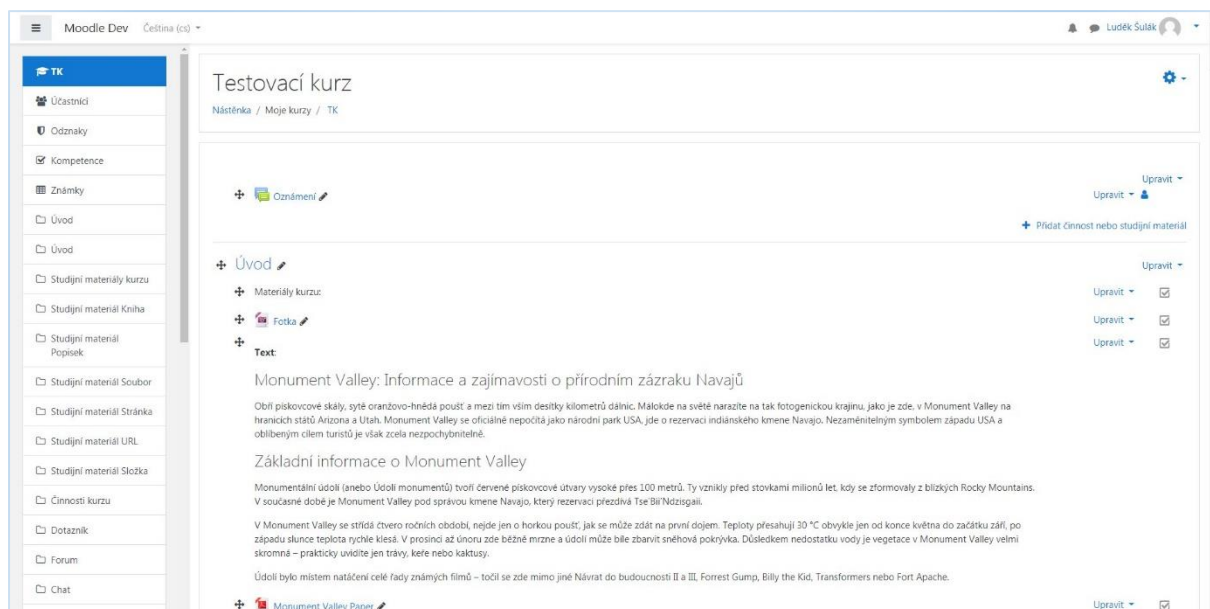 Moodle Dev Čeština (cs)
Luděk Šulák
TK
Účastníci
Odznaky
Kompetence
Známky
Úvod
Úvod
Studijní materiály kurzu
Studijní materiál Kniha
Studijní materiál
Popisek
Studijní materiál Soubor
Studijní materiál Stránka
Studijní materiál URL
Studijní materiál Složka
Činnosti kurzu
Dotazník
Forum
Chat
Testovací kurz
Nástěnka / Moje kurzy / TK
Upravit
Oznámení Upravit
Přidat činnost nebo studijní materiál
Úvod Upravit
Materiály kurzu: Upravit
Fotka Upravit
Text: Upravit
Monument Valley: Informace a zajímavosti o přírodním zázraku Navajů
Obří pískovcové skály, sytě oranžovo-hnědá poušť a mezi tím vším desítky kilometrů dálnic. Málokde na světě narazíte na tak fotogenickou krajinu, jako je zde, v Monument Valley na
hranicích států Arizona a Utah. Monument Valley se oficiálně nepočítá jako národní park USA, jde o rezervaci indiánského kmene Navajo. Nezaměnitelným symbolem západu USA a
oblíbeným cílem turistů je však zcela nezpochybnitelně.
Základní informace o Monument Valley
Monumentální údolí (anebo Údolí monumentů) tvoří červené pískovcové útvary vysoké přes 100 metrů. Ty vznikly před stovkami milionů let, kdy se zformovaly z blízkých Rocky Mountains.
V současné době je Monument Valley pod správou kmene Navajo, který rezervaci přezdívá Tse'Bii'Ndzisgaii.
V Monument Valley se střídá čtvero ročních období, nejde jen o horkou poušť, jak se může zdát na první dojem. Teploty přesahují 30 °C obvykle jen od konce května do začátku září, po
západu slunce teplota rychle klesá. V prosinci až únoru zde běžně mrzne a údolí může bíle zbarvit sněhová pokrývka. Důsledkem nedostatku vody je vegetace v Monument Valley velmi
skromná – prakticky uvidíte jen trávy, keře nebo kaktusy.
Údolí bylo místem natáčení celé řady známých filmů – točil se zde mimo jiné Návrat do budoucnosti II a III, Forrest Gump, Billy the Kid, Transformers nebo Fort Apache.
Monument Valley Paper Upravit